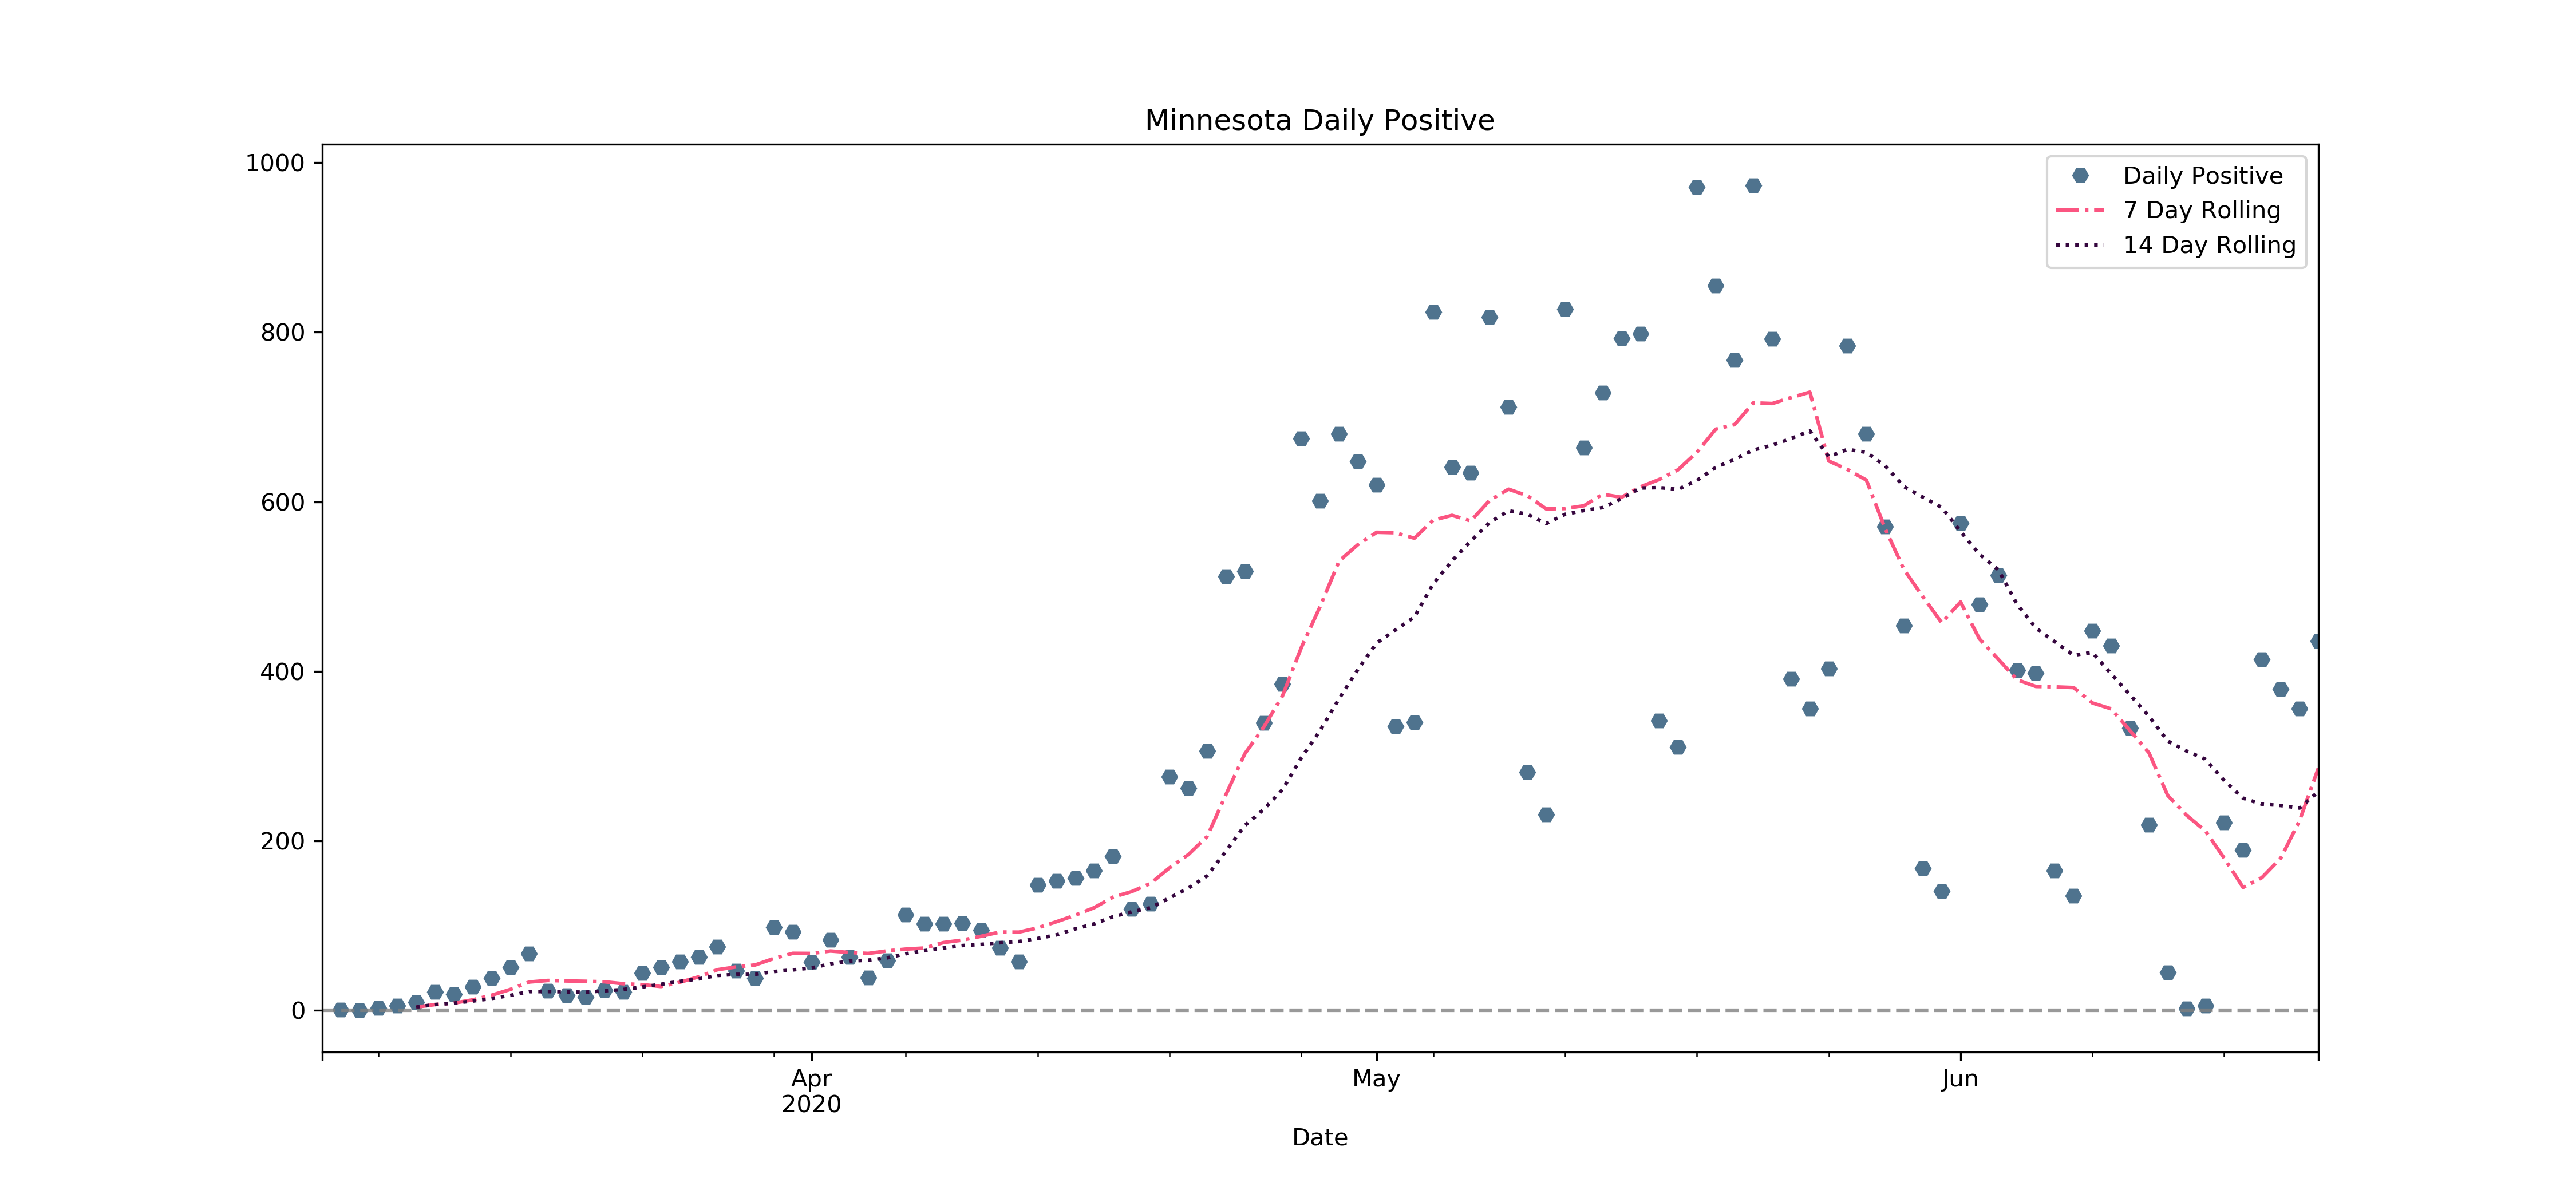 Minnesota Daily Positive
1000
800
600
400
200
0
Daily Positive
7 Day Rolling
14 Day Rolling
Apr
2020
May
Jun
Date